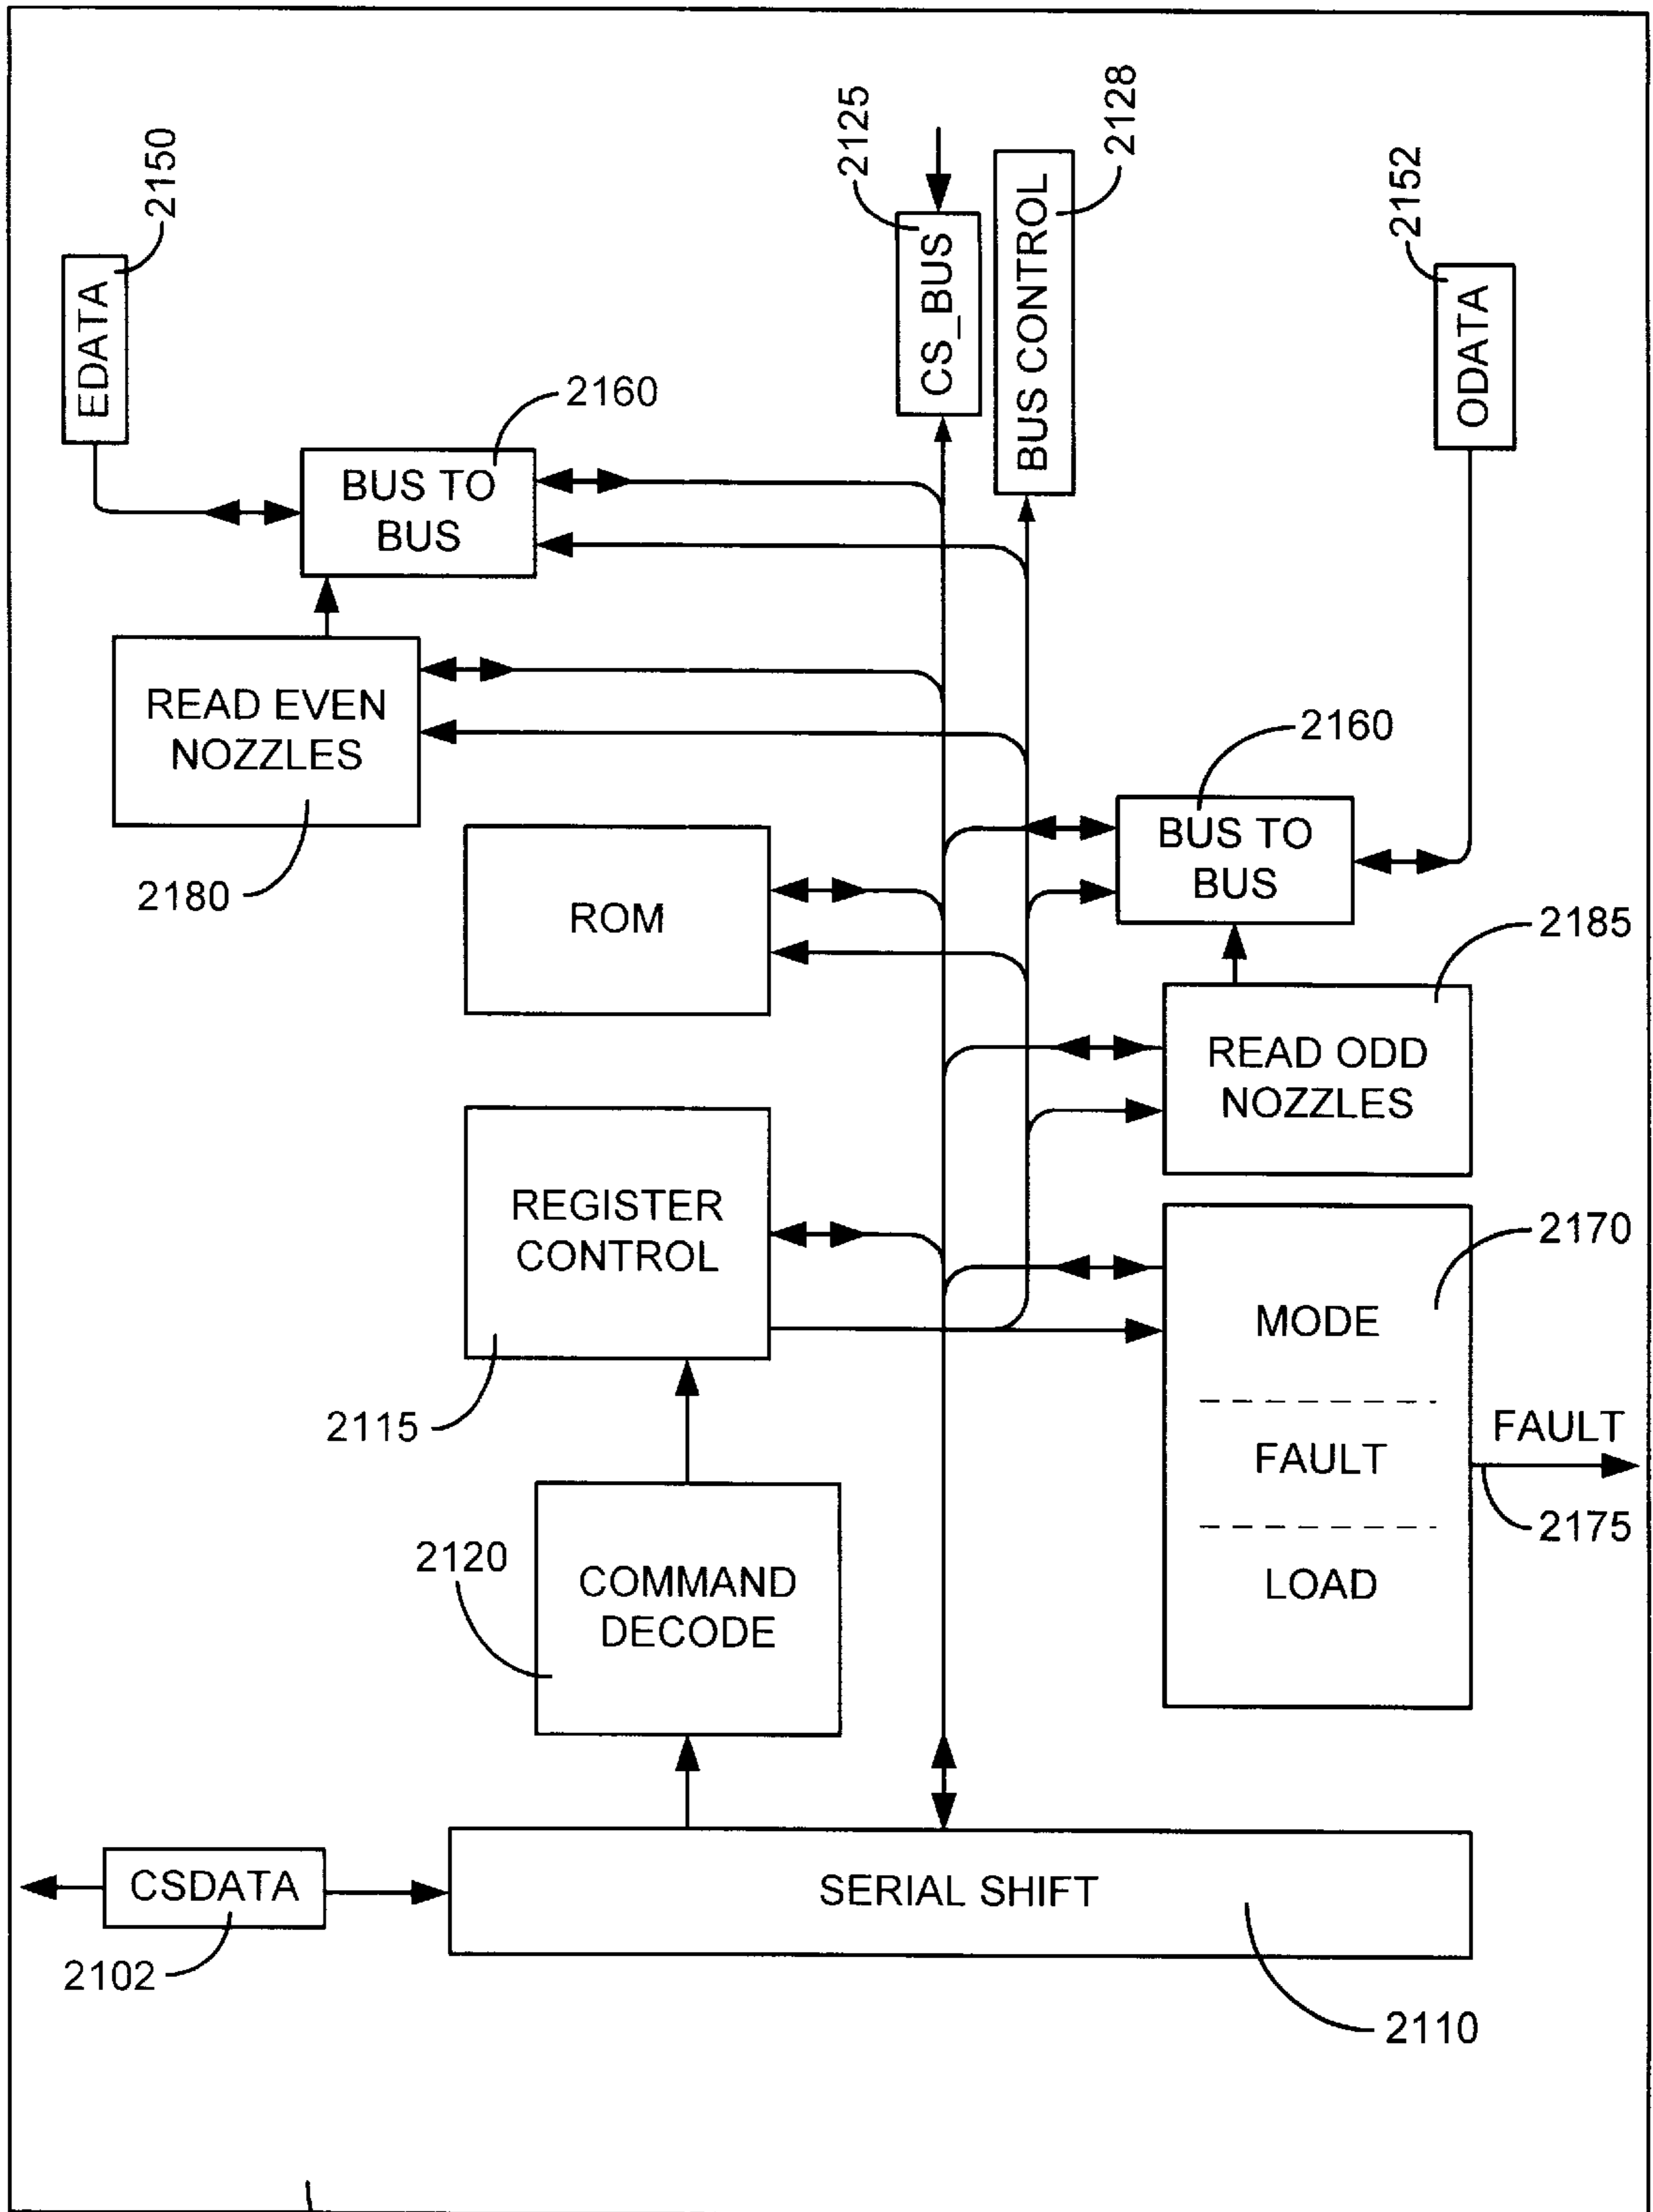 2150
EDATA
2125
CS_BUS
2128
BUS CONTROL
2152
ODATA
2160
BUS TO
BUS
READ EVEN
NOZZLES
2180
2160
BUS TO
BUS
ROM
2185
READ ODD
NOZZLES
REGISTER
CONTROL
2115
2170
MODE
FAULT
LOAD
FAULT
2175
2120
COMMAND
DECODE
CSDATA
2102
SERIAL SHIFT
2110